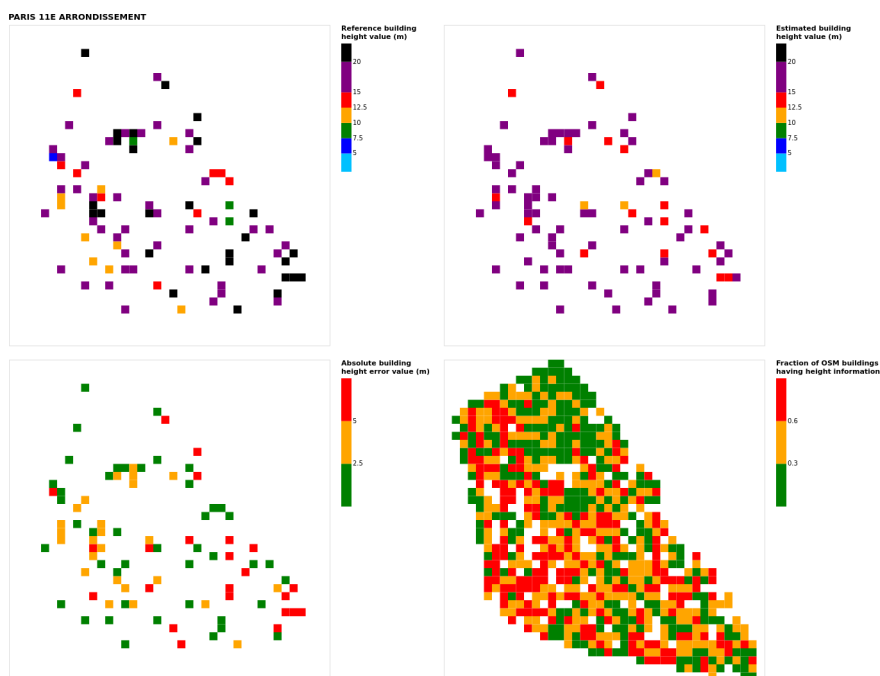 PARIS 11E ARRONDISSEMENT
Reference building
height value (m)
20
15
12.5
10
7.5
5
Estimated building
height value (m)
20
15
12.5
10
7.5
5
Absolute building
height error value (m)
5
2.5
Fraction of OSM buildings
having height information
0.6
0.3